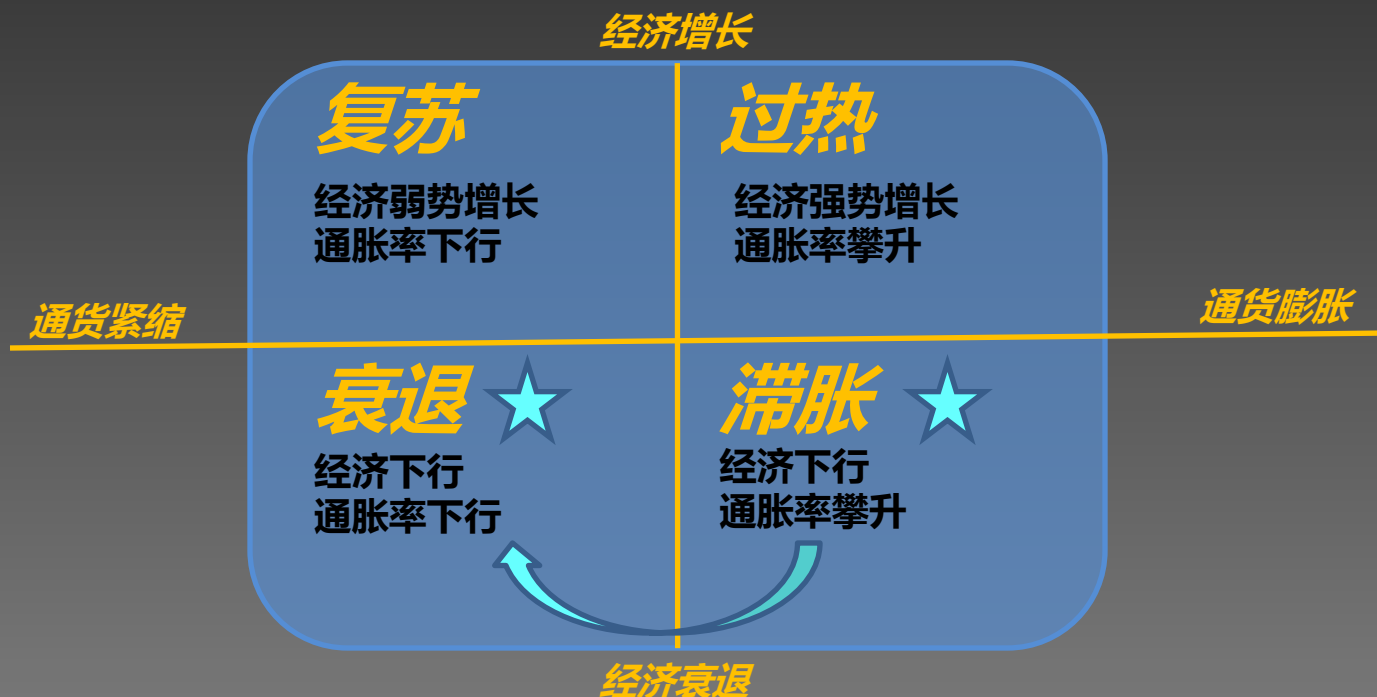 经济增长
复苏
经济弱势增长
通胀率下行
过热
经济强势增长
通胀率攀升
通货紧缩
通货膨胀
衰退
经济下行
通胀率下行
滞胀
经济下行
通胀率攀升
经济衰退